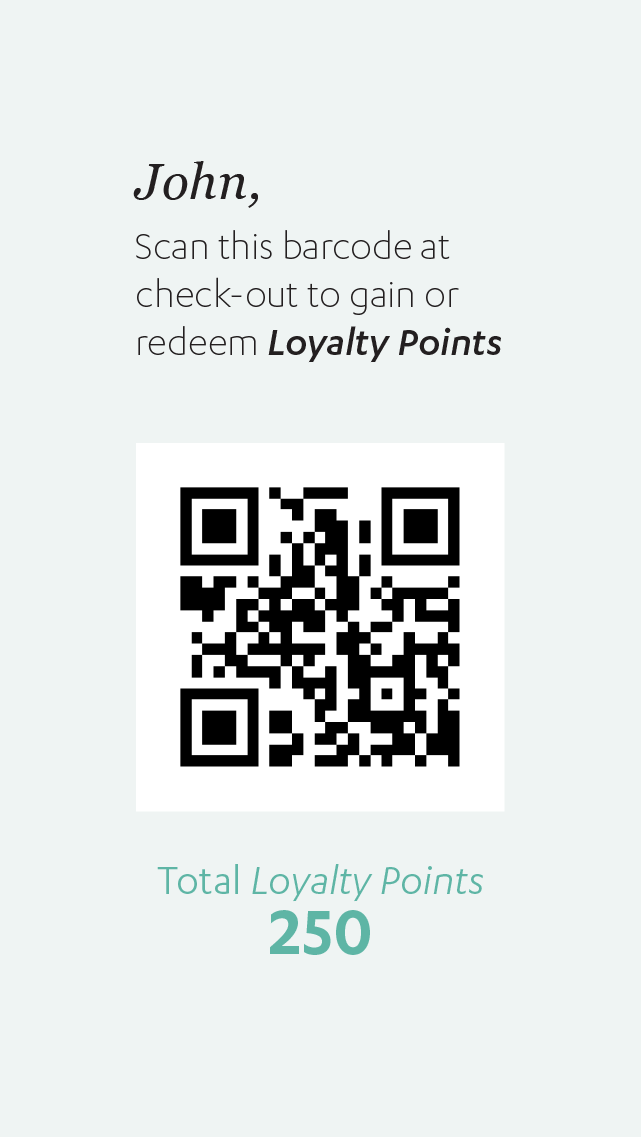 John,
Scan this barcode at
check-out to gain or
redeem Loyalty Points
Total Loyalty Points
250